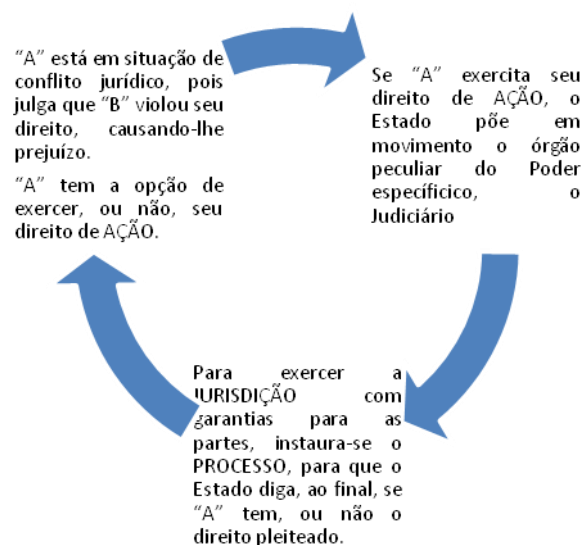 "A" está em situação de
conflito jurídico, pois
julga que "B" violou seu
direito, causando-lhe
prejuízo.
"A" tem a opção de
exercer, ou não, seu
direito de AÇÃO.
Se "A" exercita seu
direito de AÇÃO, o
Estado põe em
movimento o órgão
peculiar do Poder
específicico, o
Judiciário
Para exercer a
JURISDIÇÃO com
garantias para as
partes, instaura-se o
PROCESSO, para que o
Estado diga, ao final, se
"A" tem, ou não o
direito pleiteado.